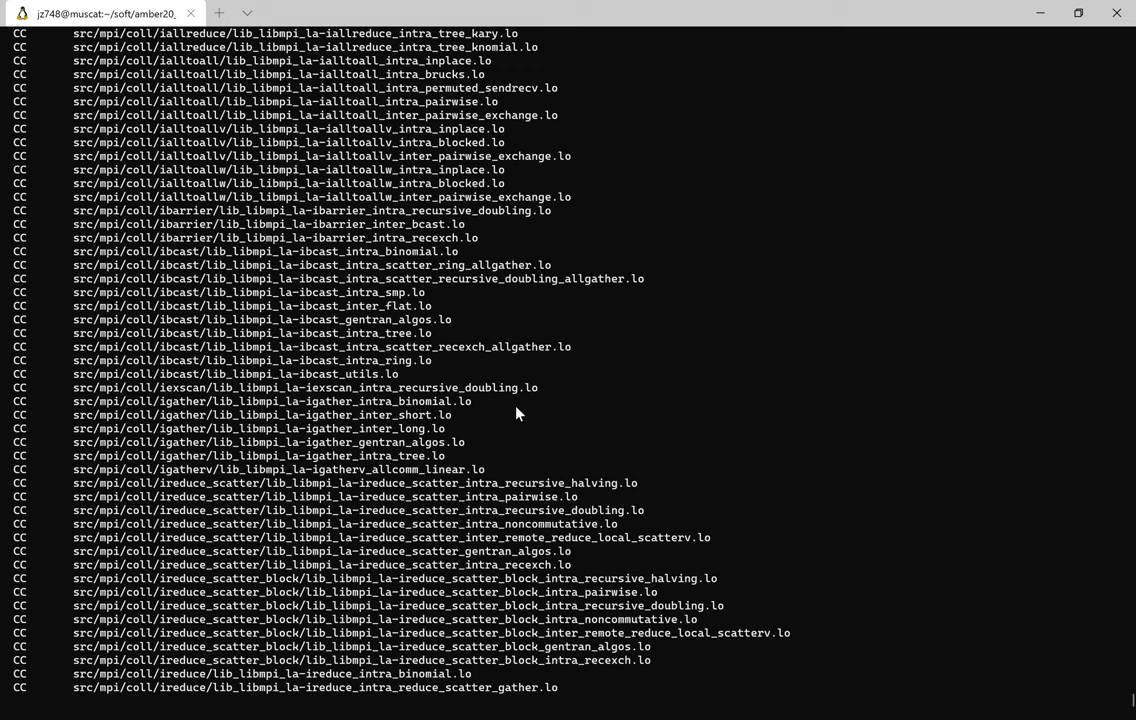 jz748@muscat:~/soft/amber20_
CC src/mpi/coll/iallreduce/lib_libmpi_la-iallreduce_intra_tree_kary.lo
CC src/mpi/coll/iallreduce/lib_libmpi_la-iallreduce_intra_tree_knomial.lo
CC src/mpi/coll/ialltoall/lib_libmpi_la-ialltoall_intra_inplace.lo
CC src/mpi/coll/ialltoall/lib_libmpi_la-ialltoall_intra_brucks.lo
CC src/mpi/coll/ialltoall/lib_libmpi_la-ialltoall_intra_permuted_sendrecv.lo
CC src/mpi/coll/ialltoall/lib_libmpi_la-ialltoall_intra_pairwise.lo
CC src/mpi/coll/ialltoall/lib_libmpi_la-ialltoall_inter_pairwise_exchange.lo
CC src/mpi/coll/ialltoallv/lib_libmpi_la-ialltoallv_intra_inplace.lo
CC src/mpi/coll/ialltoallv/lib_libmpi_la-ialltoallv_intra_blocked.lo
CC src/mpi/coll/ialltoallv/lib_libmpi_la-ialltoallv_inter_pairwise_exchange.lo
CC src/mpi/coll/ialltoallw/lib_libmpi_la-ialltoallw_intra_inplace.lo
CC src/mpi/coll/ialltoallw/lib_libmpi_la-ialltoallw_intra_blocked.lo
CC src/mpi/coll/ialltoallw/lib_libmpi_la-ialltoallw_inter_pairwise_exchange.lo
CC src/mpi/coll/ibarrier/lib_libmpi_la-ibarrier_intra_recursive_doubling.lo
CC src/mpi/coll/ibarrier/lib_libmpi_la-ibarrier_inter_bcast.lo
CC src/mpi/coll/ibarrier/lib_libmpi_la-ibarrier_intra_recexch.lo
CC src/mpi/coll/ibcast/lib_libmpi_la-ibcast_intra_binomial.lo
CC src/mpi/coll/ibcast/lib_libmpi_la-ibcast_intra_scatter_ring_allgather.lo
CC src/mpi/coll/ibcast/lib_libmpi_la-ibcast_intra_scatter_recursive_doubling_allgather.lo
CC src/mpi/coll/ibcast/lib_libmpi_la-ibcast_intra_smp.lo
CC src/mpi/coll/ibcast/lib_libmpi_la-ibcast_inter_flat.lo
CC src/mpi/coll/ibcast/lib_libmpi_la-ibcast_gentran_algos.lo
CC src/mpi/coll/ibcast/lib_libmpi_la-ibcast_intra_tree.lo
CC src/mpi/coll/ibcast/lib_libmpi_la-ibcast_intra_scatter_recexch_allgather.lo
CC src/mpi/coll/ibcast/lib_libmpi_la-ibcast_intra_ring.lo
CC src/mpi/coll/ibcast/lib_libmpi_la-ibcast_utils.lo
CC src/mpi/coll/iexscan/lib_libmpi_la-iexscan_intra_recursive_doubling.lo
CC src/mpi/coll/igather/lib_libmpi_la-igather_intra_binomial.lo
CC src/mpi/coll/igather/lib_libmpi_la-igather_inter_short.lo
CC src/mpi/coll/igather/lib_libmpi_la-igather_inter_long.lo
CC src/mpi/coll/igather/lib_libmpi_la-igather_gentran_algos.lo
CC src/mpi/coll/igather/lib_libmpi_la-igather_intra_tree.lo
CC src/mpi/coll/igatherv/lib_libmpi_la-igatherv_allcomm_linear.lo
CC src/mpi/coll/ireduce_scatter/lib_libmpi_la-ireduce_scatter_intra_recursive_halving.lo
CC src/mpi/coll/ireduce_scatter/lib_libmpi_la-ireduce_scatter_intra_pairwise.lo
CC src/mpi/coll/ireduce_scatter/lib_libmpi_la-ireduce_scatter_intra_recursive_doubling.lo
CC src/mpi/coll/ireduce_scatter/lib_libmpi_la-ireduce_scatter_intra_noncommutative.lo
CC src/mpi/coll/ireduce_scatter/lib_libmpi_la-ireduce_scatter_inter_remote_reduce_local_scatterv.lo
CC src/mpi/coll/ireduce_scatter/lib_libmpi_la-ireduce_scatter_gentran_algos.lo
CC src/mpi/coll/ireduce_scatter/lib_libmpi_la-ireduce_scatter_intra_recexch.lo
CC src/mpi/coll/ireduce_scatter_block/lib_libmpi_la-ireduce_scatter_block_intra_recursive_halving.lo
CC src/mpi/coll/ireduce_scatter_block/lib_libmpi_la-ireduce_scatter_block_intra_pairwise.lo
CC src/mpi/coll/ireduce_scatter_block/lib_libmpi_la-ireduce_scatter_block_intra_recursive_doubling.lo
CC src/mpi/coll/ireduce_scatter_block/lib_libmpi_la-ireduce_scatter_block_intra_noncommutative.lo
CC src/mpi/coll/ireduce_scatter_block/lib_libmpi_la-ireduce_scatter_block_inter_remote_reduce_local_scatterv.lo
CC src/mpi/coll/ireduce_scatter_block/lib_libmpi_la-ireduce_scatter_block_gentran_algos.lo
CC src/mpi/coll/ireduce_scatter_block/lib_libmpi_la-ireduce_scatter_block_intra_recexch.lo
CC src/mpi/coll/ireduce/lib_libmpi_la-ireduce_intra_binomial.lo
CC src/mpi/coll/ireduce/lib_libmpi_la-ireduce_intra_reduce_scatter_gather.lo